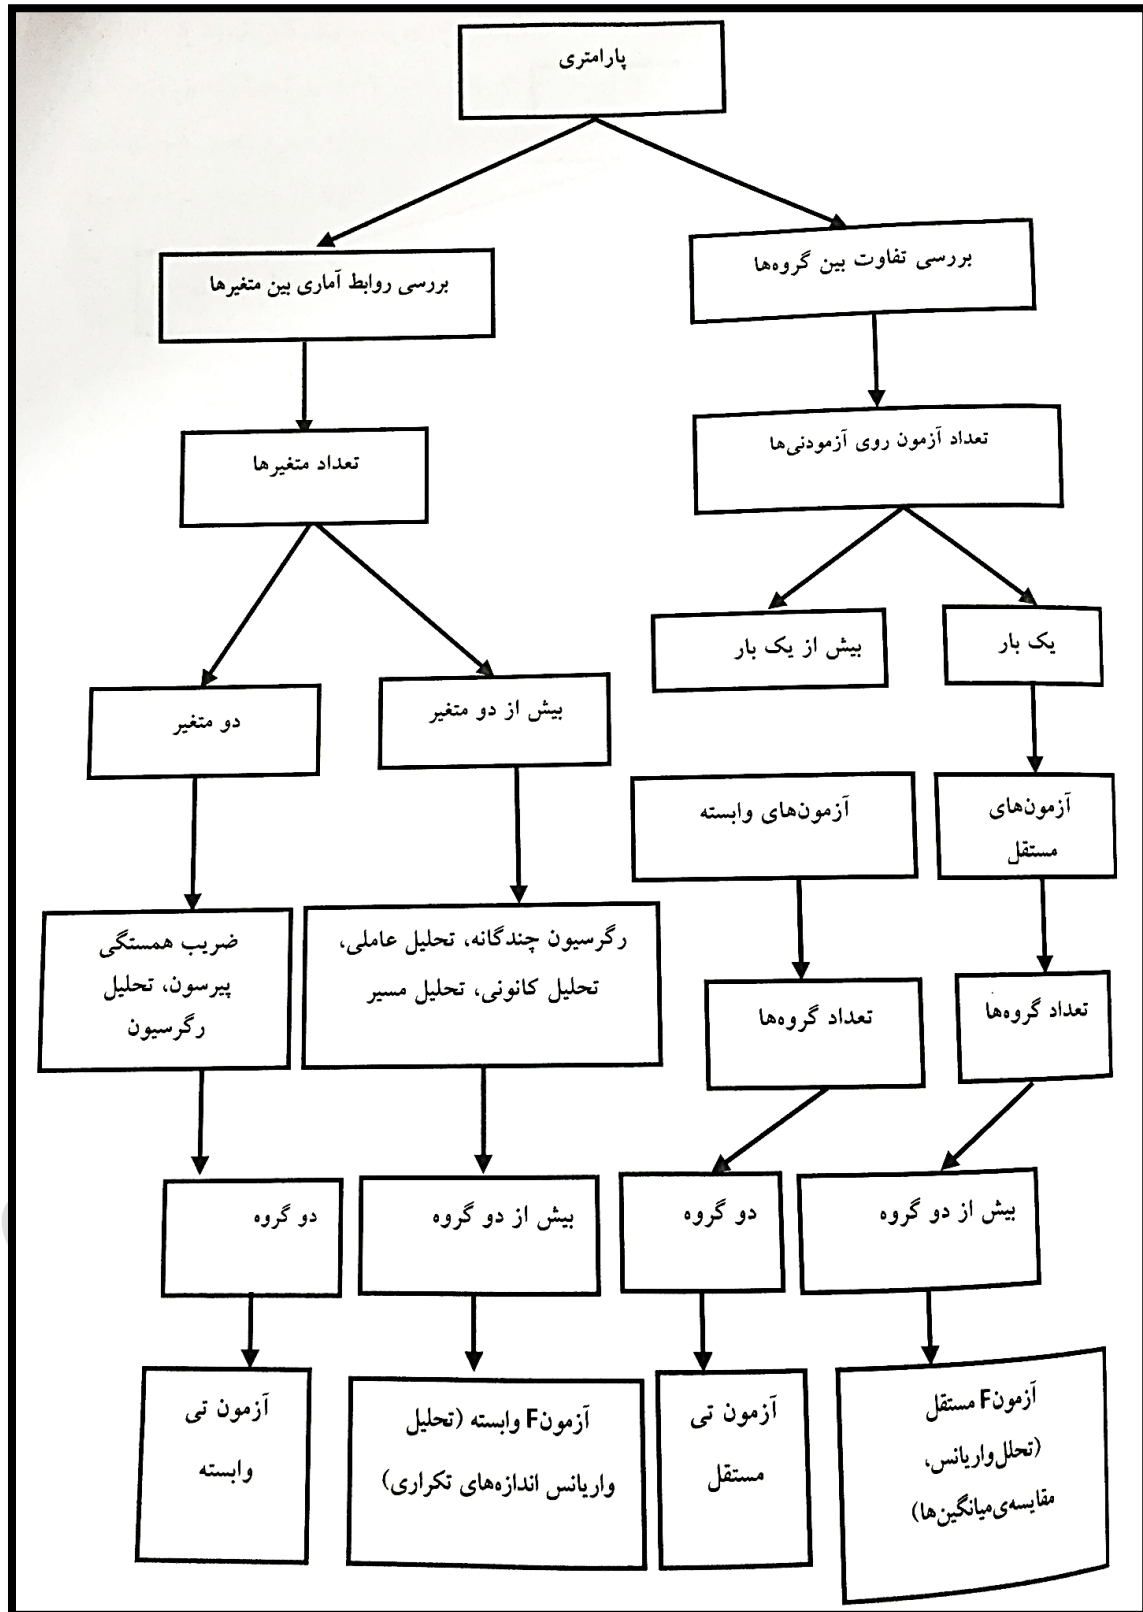 پارامتری
بررسی تفاوت بین گروه‌ها
بررسی روابط آماری بین متغیرها
تعداد آزمون روی آزمودنی‌ها
تعداد متغیرها
یک بار
بیش از یک بار
بیش از دو متغیر
دو متغیر
آزمون‌های
مستقل
آزمون‌های وابسته
رگرسیون چندگانه، تحلیل عاملی،
تحلیل کانونی، تحلیل مسیر
ضریب همستگی
پیرسون، تحلیل
رگرسیون
تعداد گروه‌ها
تعداد گروه‌ها
بیش از دو گروه
دو گروه
بیش از دو گروه
دو گروه
آزمونF مستقل
(تحلل‌واریانس،
مقایسه‌ی‌میانگین‌ها)
آزمون تی
مستقل
آزمونF وابسته (تحلیل
واریانس اندازه‌های تکراری)
آزمون تی
وابسته